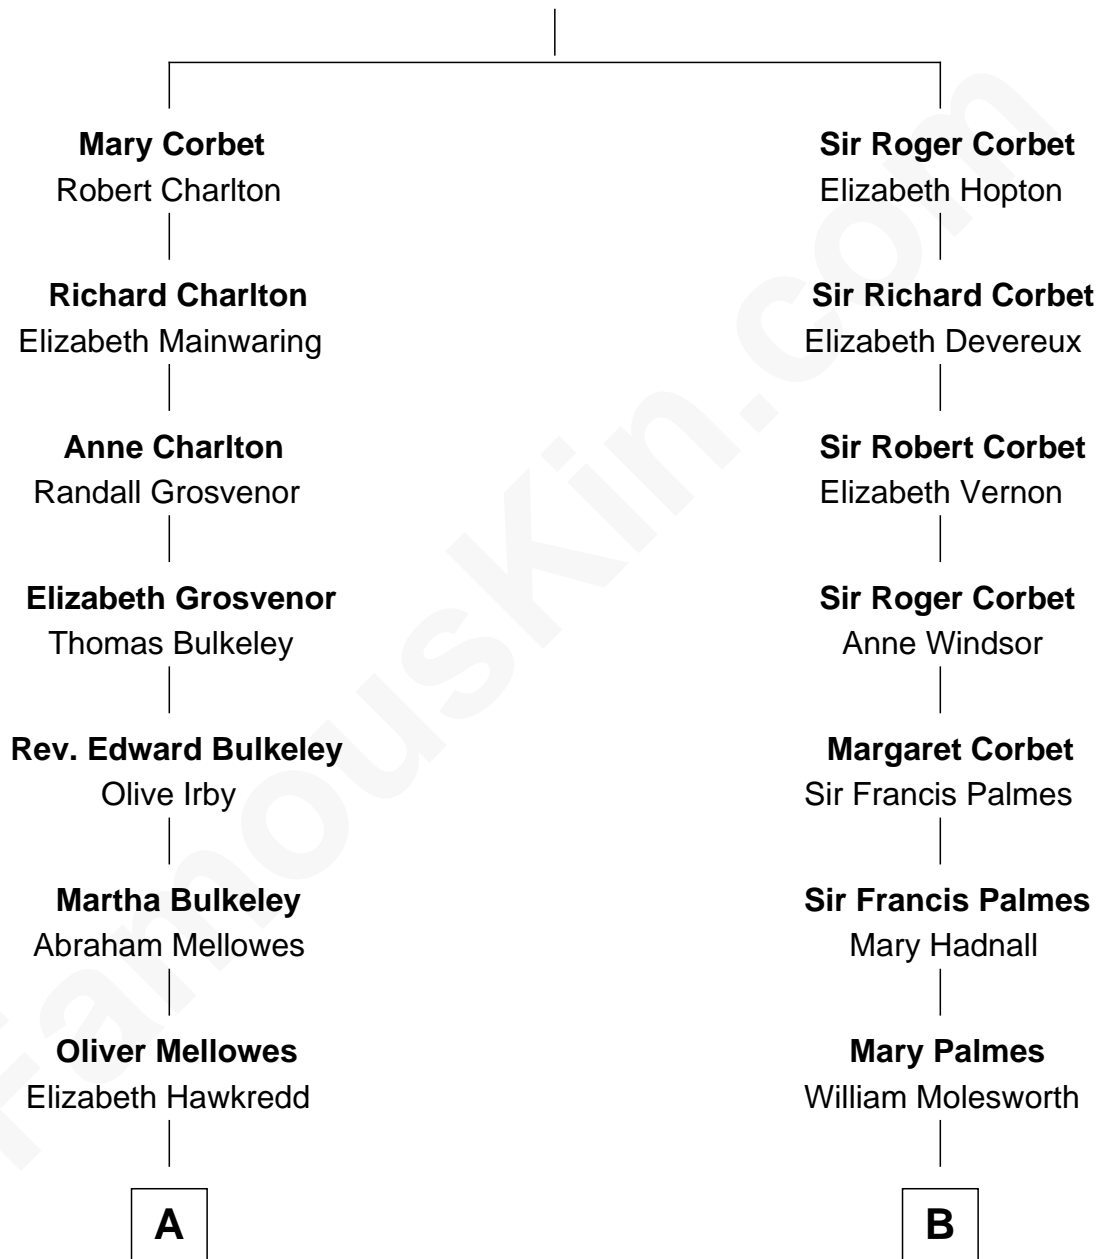 Mary Corbet
Robert Charlton
Richard Charlton
Elizabeth Mainwaring
Anne Charlton
Randall Grosvenor
Elizabeth Grosvenor
Thomas Bulkeley
Rev. Edward Bulkeley
Olive Irby
Martha Bulkeley
Abraham Mellowes
Oliver Mellowes
Elizabeth Hawkredd
A
Sir Roger Corbet
Elizabeth Hopton
Sir Richard Corbet
Elizabeth Devereux
Sir Robert Corbet
Elizabeth Vernon
Sir Roger Corbet
Anne Windsor
Margaret Corbet
Sir Francis Palmes
Sir Francis Palmes
Mary Hadnall
Mary Palmes
William Molesworth
B
FamousKin.com